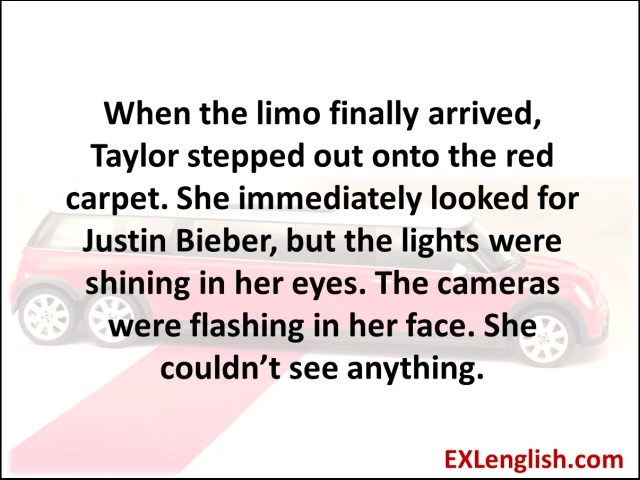 When the limo finally arrived,
Taylor stepped out onto the red
carpet. She immediately looked for
Justin Bieber, but the lights were
shining in her eyes. The cameras
were flashing in her face. She
couldn’t see anything.
EXLenglish.com